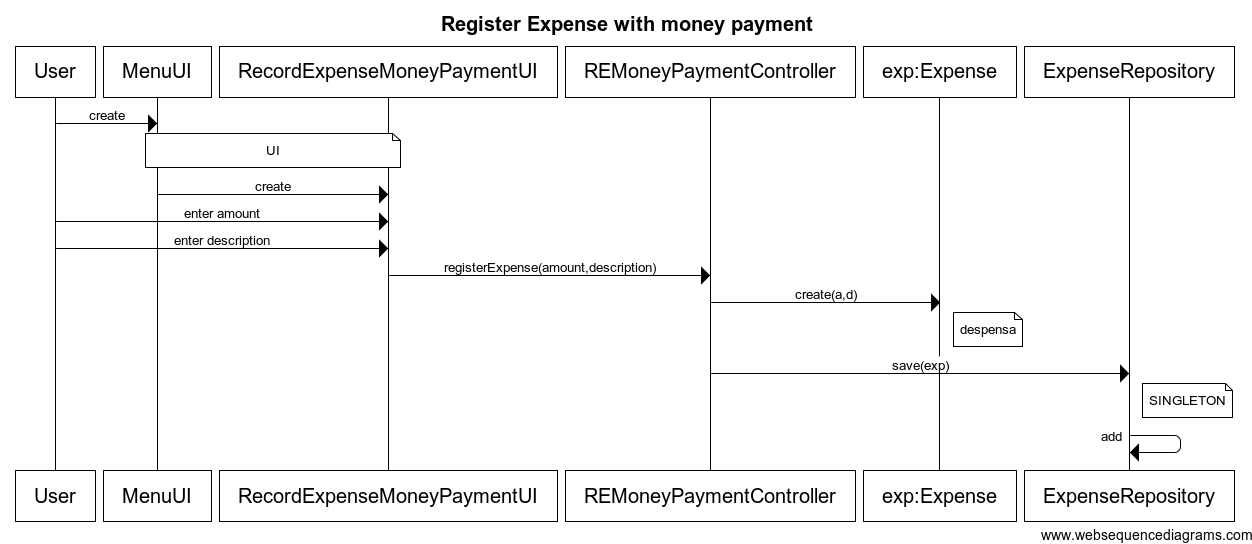 Register Expense with money payment
User
MenuUI
RecordExpenseMoneyPaymentUI
REMoneyPaymentController
exp:Expense
ExpenseRepository
create
UI
create
enter amount
enter description
registerExpense(amount,description)
create(a,d)
despensa
save(exp)
SINGLETON
add
User
MenuUI
RecordExpenseMoneyPaymentUI
REMoneyPaymentController
exp:Expense
ExpenseRepository
www.websequencediagrams.com